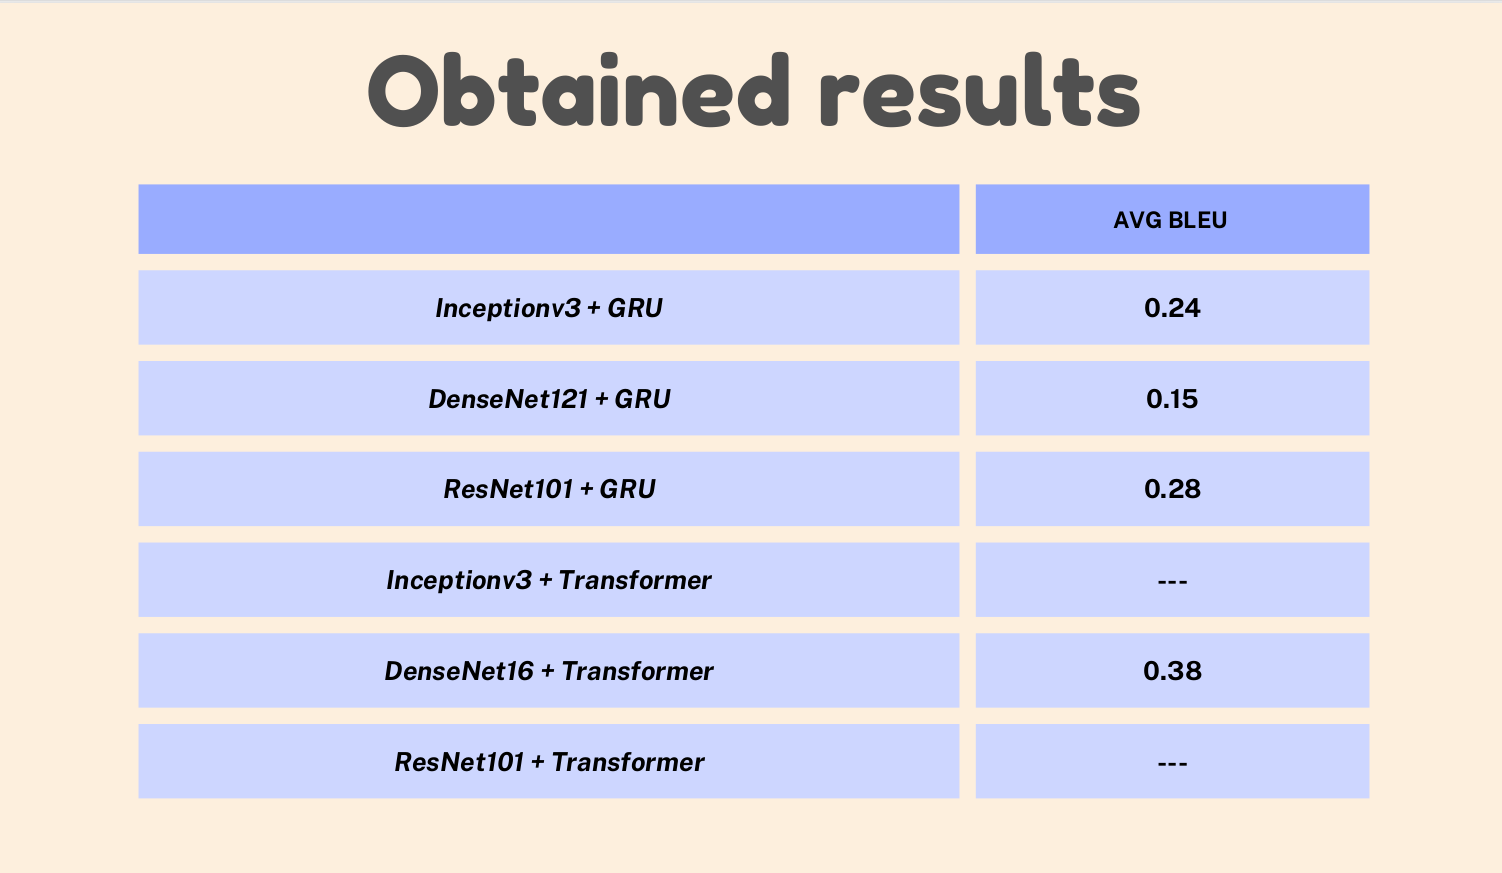 Obtained results
AVG BLEU
Inceptionv3 + GRU
0.24
DenseNet121 + GRU
0.15
ResNet101 + GRU
0.28
Inceptionv3 + Transformer
---
DenseNet16 + Transformer
0.38
ResNet101 + Transformer
---